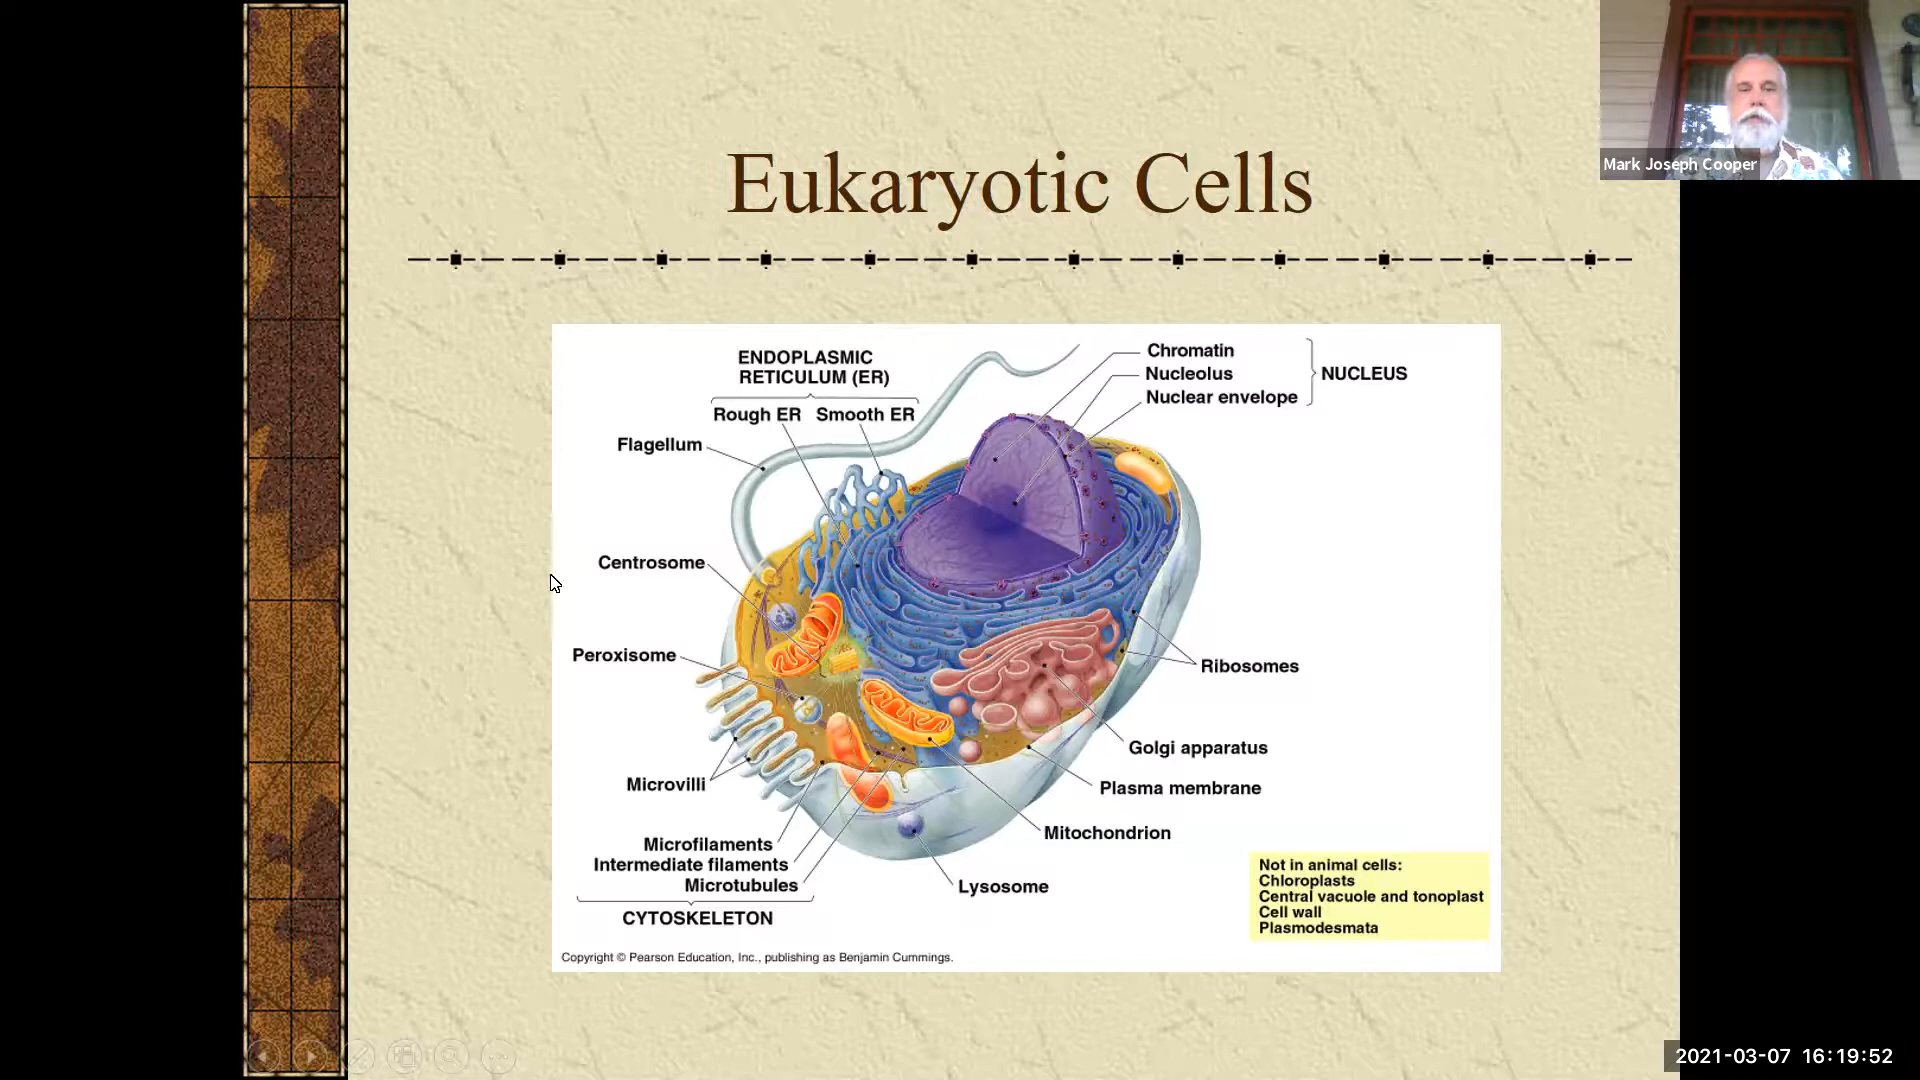 Mark Joseph Cooper
Eukaryotic Cells
ENDOPLASMIC
RETICULUM (ER)
Rough ER Smooth ER
Flagellum
Chromatin
Nucleolus
Nuclear envelope
NUCLEUS
Centrosome
Peroxisome
Ribosomes
Golgi apparatus
Microvilli
Plasma membrane
Mitochondrion
Microfilaments
Intermediate filaments
Microtubules
CYTOSKELETON
Lysosome
Not in animal cells:
Chloroplasts
Central vacuole and tonoplast
Cell wall
Plasmodesmata
Copyright © Pearson Education, Inc., publishing as Benjamin Cummings.
2021-03-07 16:19:52